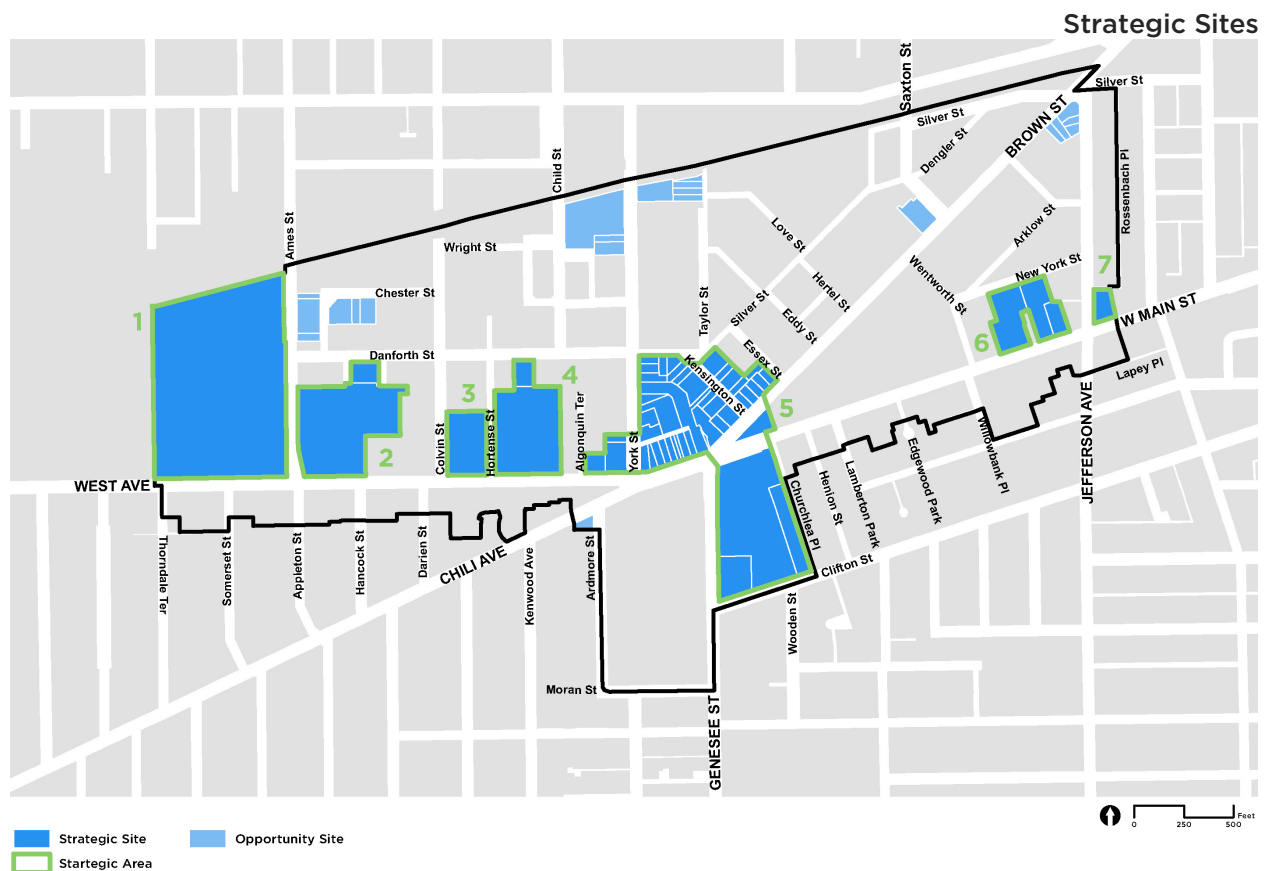 Strategic Sites
Saxton St
Silver St
Silver St
BROWN ST
Dengler St
Child St
Rossenbach Pl
Ames St
Wright St
Love St
Arklow St
Hertel St
Wentworth St
New York St
7
Chester St
Taylor St
Silver St
Eddy St
W MAIN ST
1
6
Danforth St
Essex St
Kensington St
Lapey Pl
3
4
5
Colvin St
Hortense St
Algonquin Ter
York St
2
JEFFERSON AVE
WEST AVE
Willowbank Pl
Edgewood Park
Lamberton Park
Henion St
Churchlea Pl
Thorndale Ter
Somerset St
Appleton St
Hancock St
Darien St
CHILI AVE
Kenwood Ave
Ardmore St
Clifton St
Wooden St
Moran St
GENESEE ST
Strategic Site
Opportunity Site
Startegic Area
Feet
0 250 500